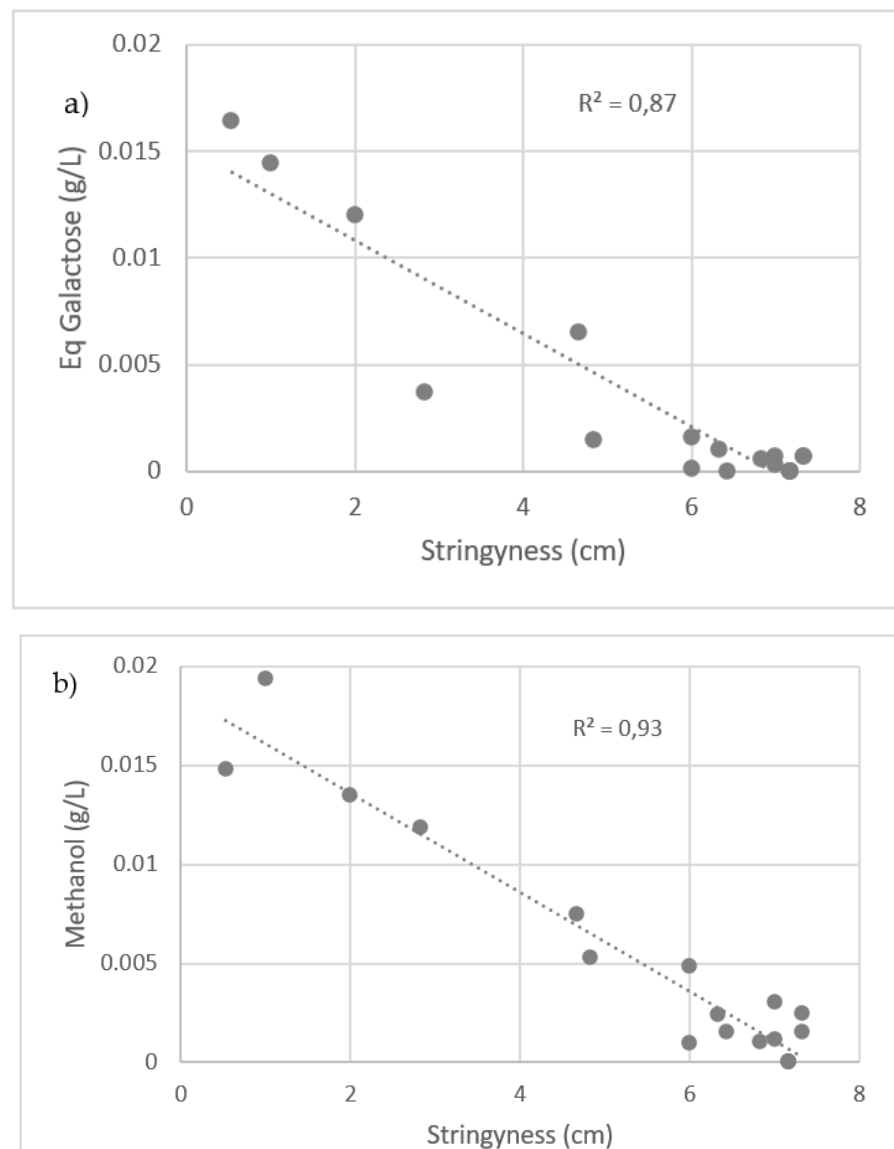 a)
R² = 0,87
Eq Galactose (g/L)
0.02
0.015
0.01
0.005
0
0 2 4 6 8
Stringyness (cm)
b)
R² = 0,93
Methanol (g/L)
0.02
0.015
0.01
0.005
0
0 2 4 6 8
Stringyness (cm)